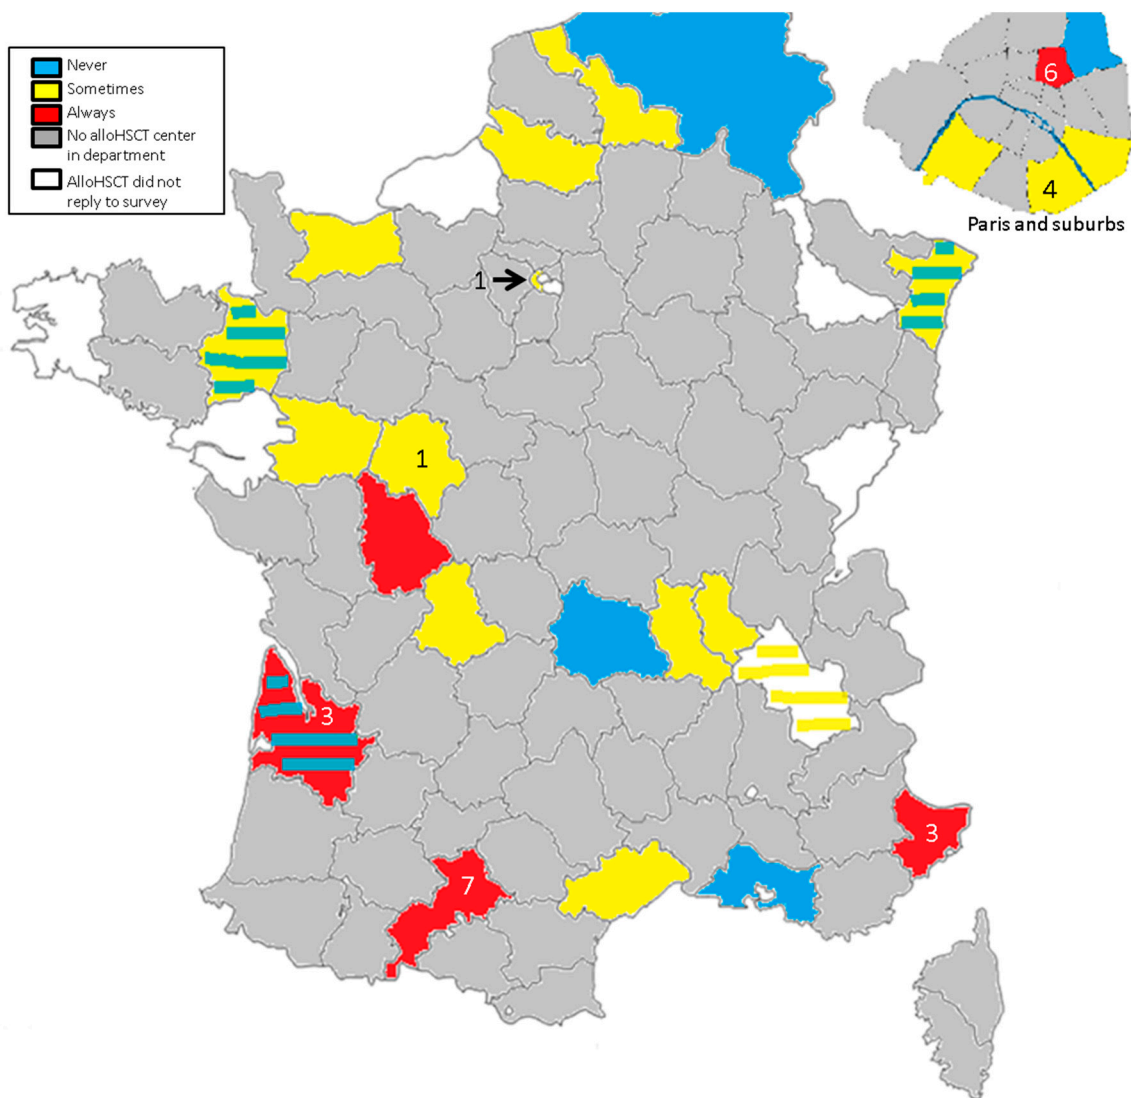 Never
Sometimes
Always
No alloHSCT center
in department
AlloHSCT did not
reply to survey
6
4
Paris and suburbs
1
1
3
3
7